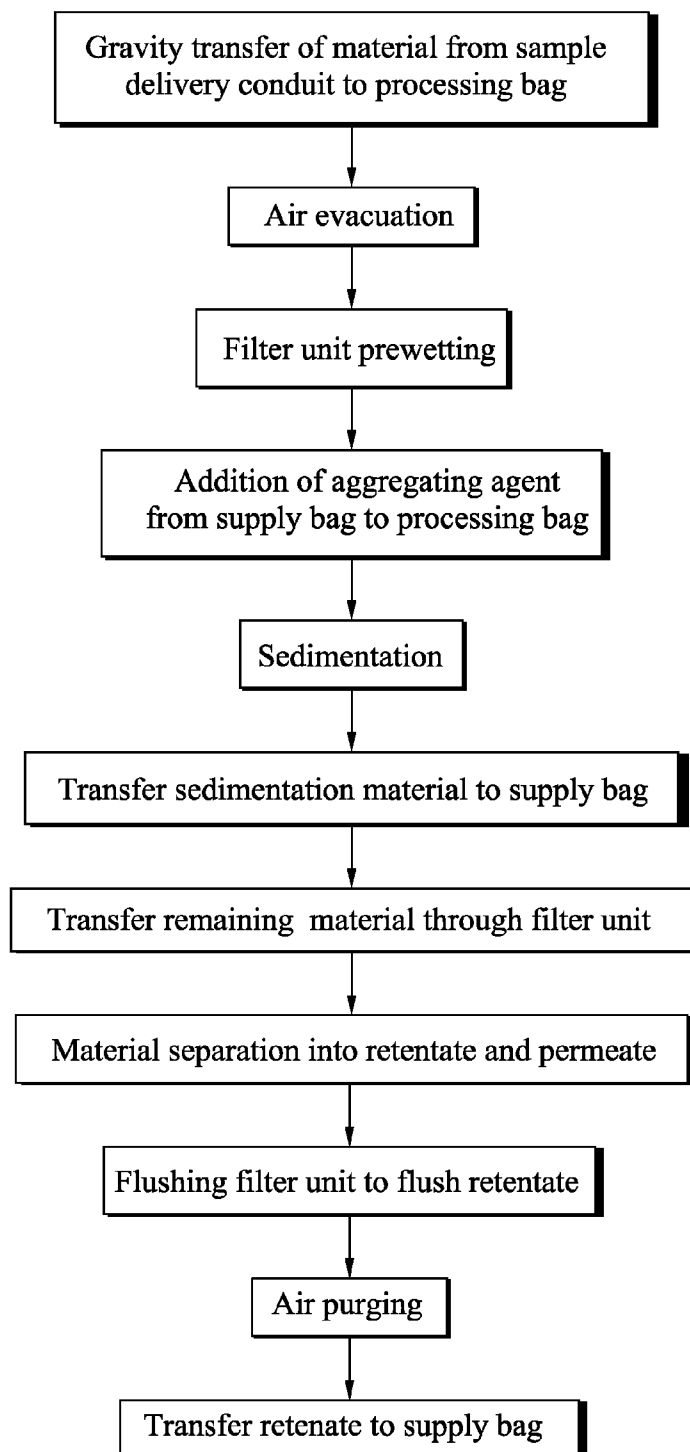 Gravity transfer of material from sample
delivery conduit to processing bag
Air evacuation
Filter unit prewetting
Addition of aggregating agent
from supply bag to processing bag
Sedimentation
Transfer sedimentation material to supply bag
Transfer remaining material through filter unit
Material separation into retentate and permeate
Flushing filter unit to flush retentate
Air purging
Transfer retenate to supply bag